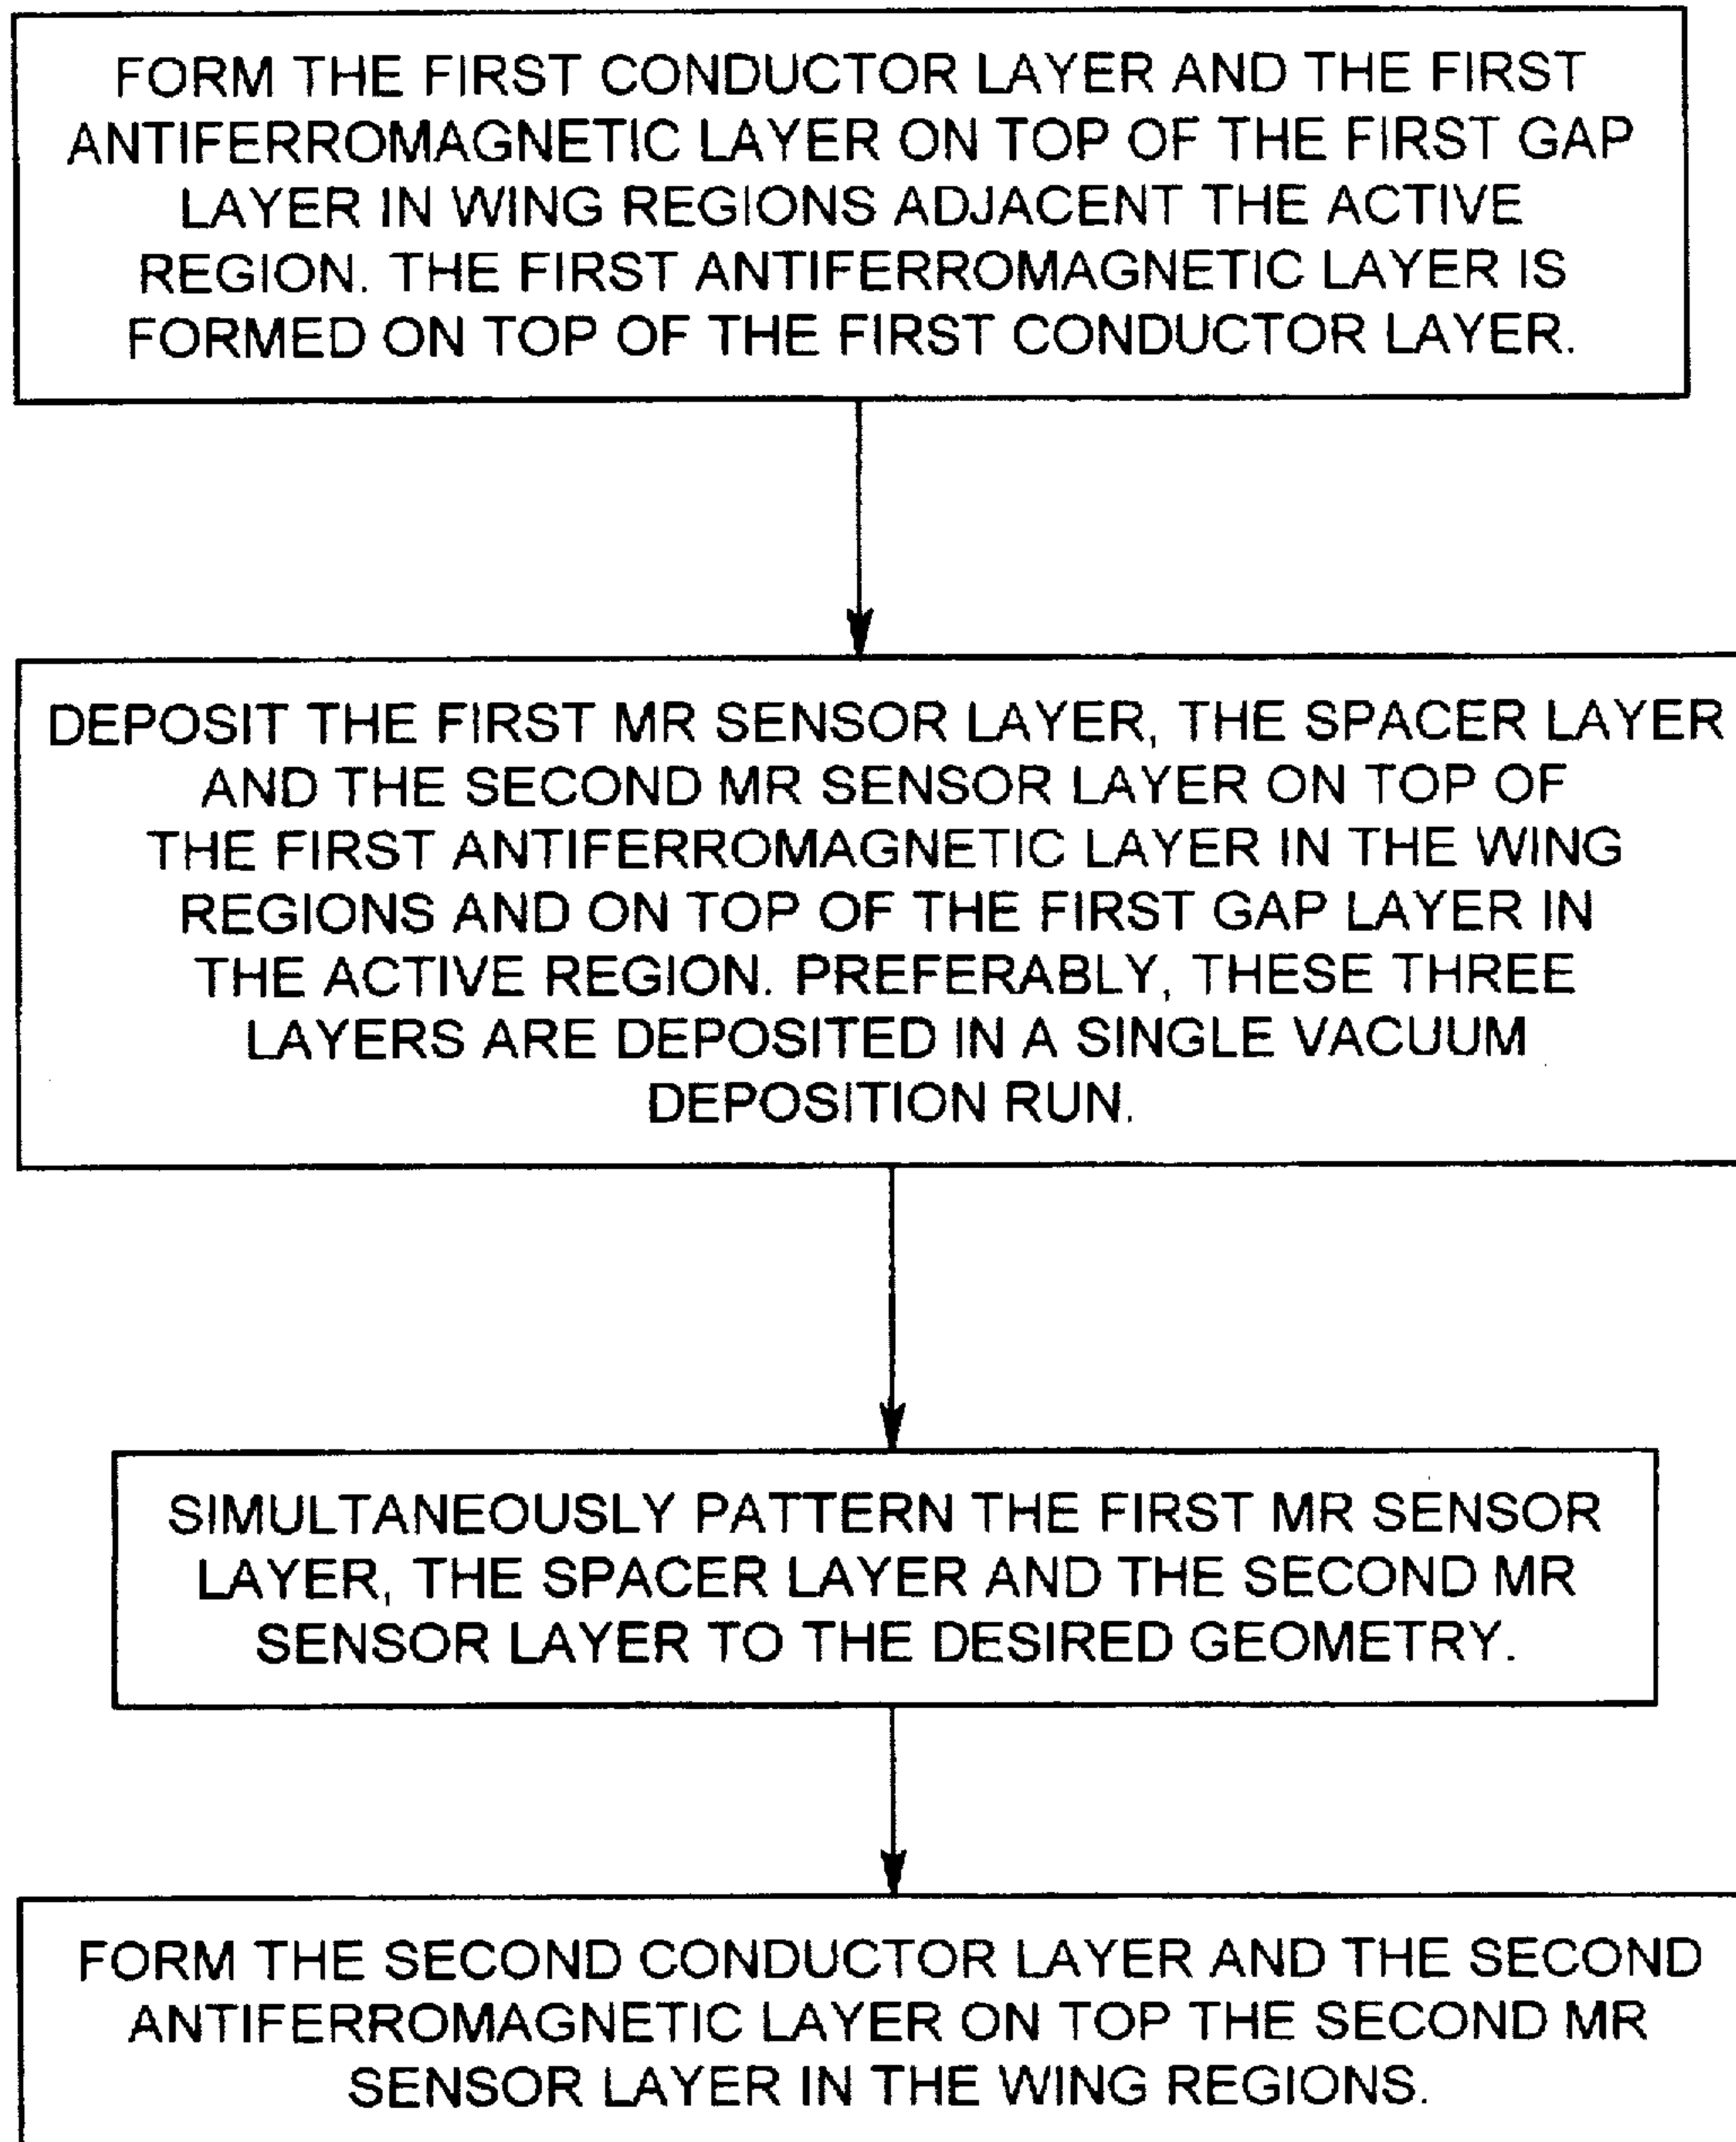 FORM THE FIRST CONDUCTOR LAYER AND THE FIRST
ANTIFERROMAGNETIC LAYER ON TOP OF THE FIRST GAP
LAYER IN WING REGIONS ADJACENT THE ACTIVE
REGION. THE FIRST ANTIFERROMAGNETIC LAYER IS
FORMED ON TOP OF THE FIRST CONDUCTOR LAYER.
DEPOSIT THE FIRST MR SENSOR LAYER, THE SPACER LAYER
AND THE SECOND MR SENSOR LAYER ON TOP OF
THE FIRST ANTIFERROMAGNETIC LAYER IN THE WING
REGIONS AND ON TOP OF THE FIRST GAP LAYER IN
THE ACTIVE REGION. PREFERABLY, THESE THREE
LAYERS ARE DEPOSITED IN A SINGLE VACUUM
DEPOSITION RUN.
SIMULTANEOUSLY PATTERN THE FIRST MR SENSOR
LAYER, THE SPACER LAYER AND THE SECOND MR
SENSOR LAYER TO THE DESIRED GEOMETRY.
FORM THE SECOND CONDUCTOR LAYER AND THE SECOND
ANTIFERROMAGNETIC LAYER ON TOP THE SECOND MR
SENSOR LAYER IN THE WING REGIONS.